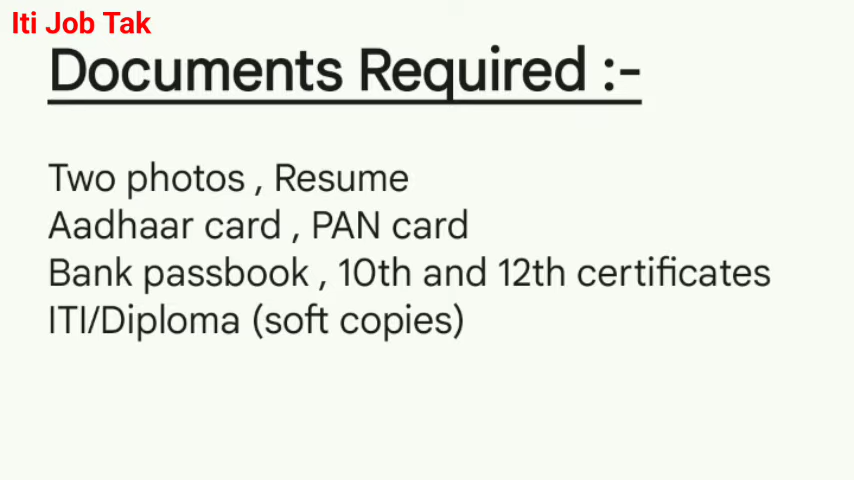 Iti Job Tak
Documents Required :-
Two photos , Resume
Aadhaar card , PAN card
Bank passbook , 10th and 12th certificates
ITI/Diploma (soft copies)